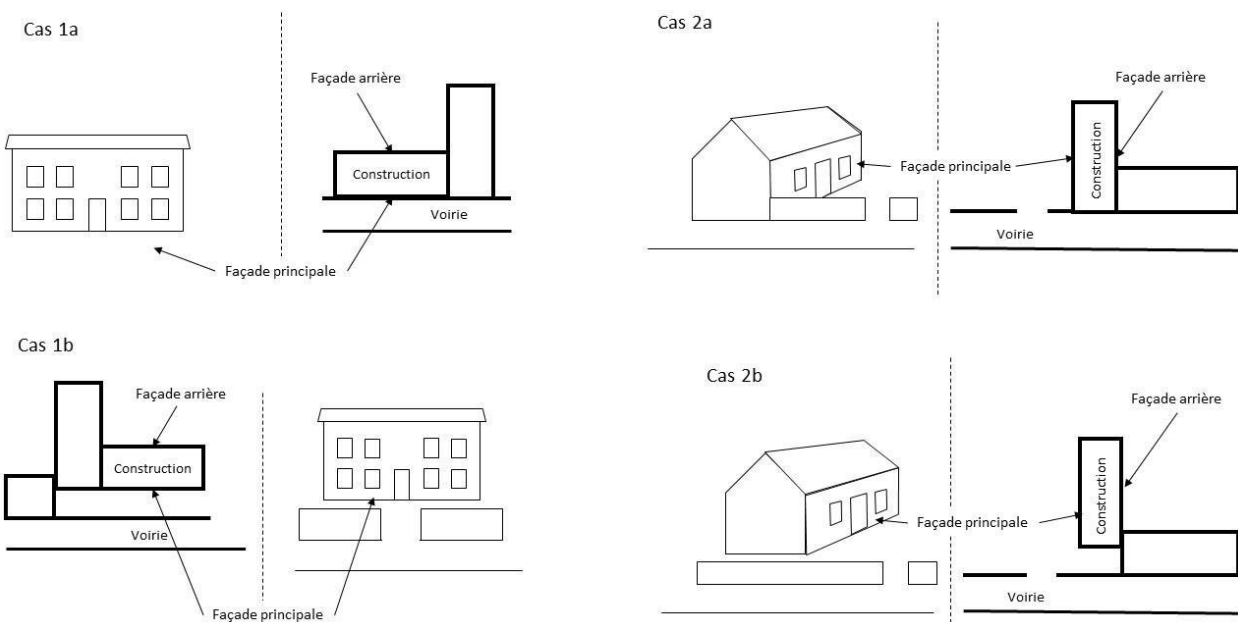 Cas 1a
Façade arrière
Construction
Voirie
Façade principale
Cas 2a
Façade arrière
Façade principale
Construction
Voirie
Cas 1b
Façade arrière
Construction
Voirie
Façade principale
Cas 2b
Façade arrière
Construction
Façade principale
Voirie